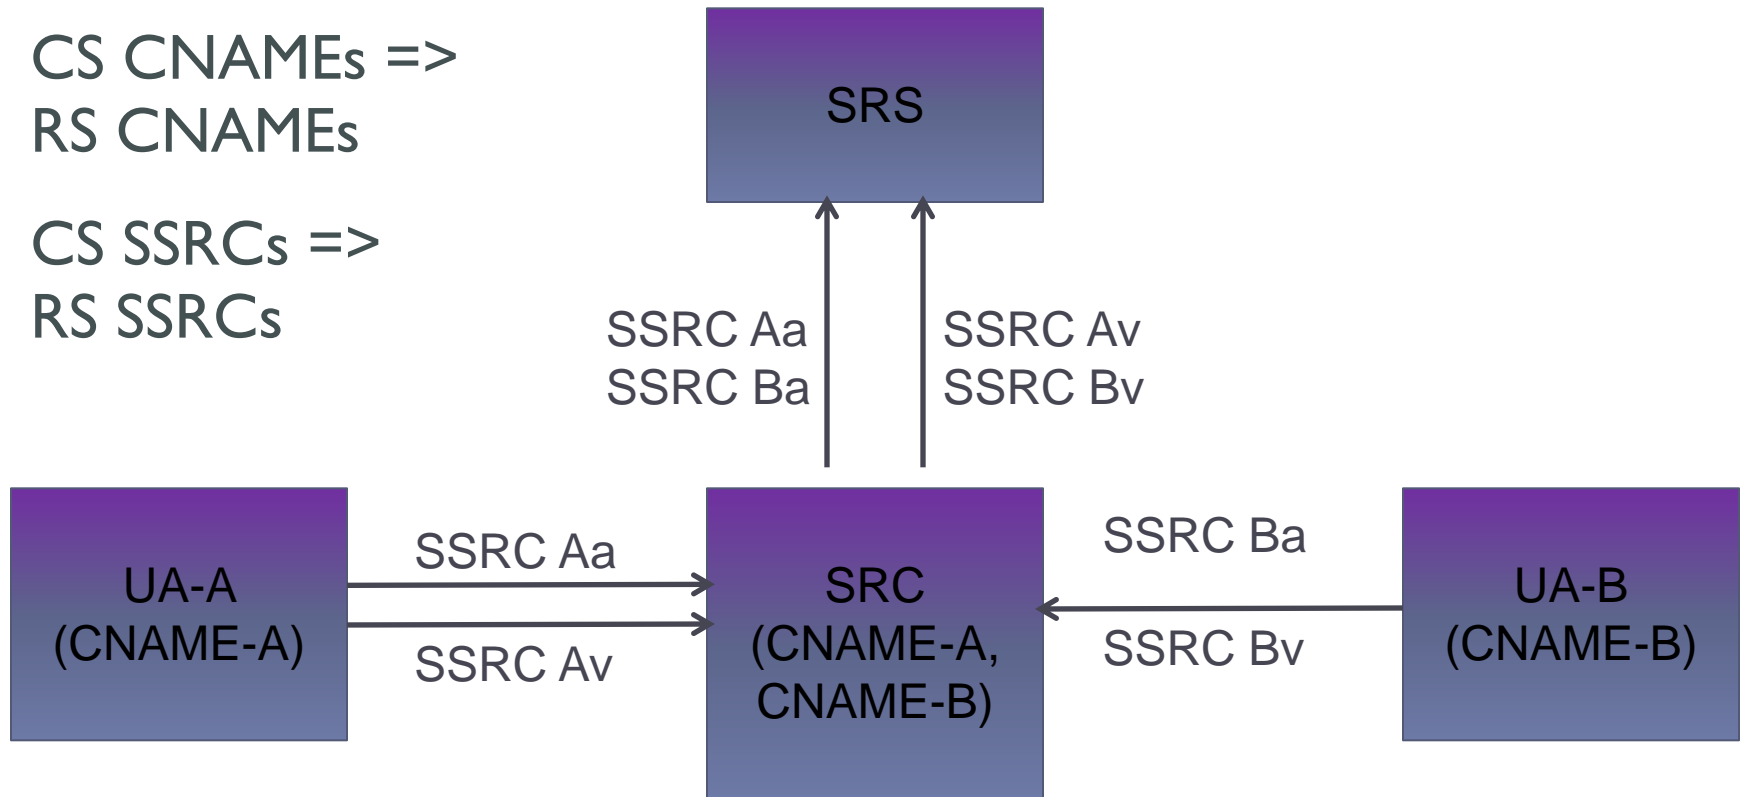 CS CNAMEs =>
RS CNAMEs
CS SSRCs =>
RS SSRCs
SRS
SSRC Aa
SSRC Ba
SSRC Av
SSRC Bv
UA-A
(CNAME-A)
SSRC Aa
SSRC Av
SRC
(CNAME-A,
CNAME-B)
SSRC Ba
SSRC Bv
UA-B
(CNAME-B)